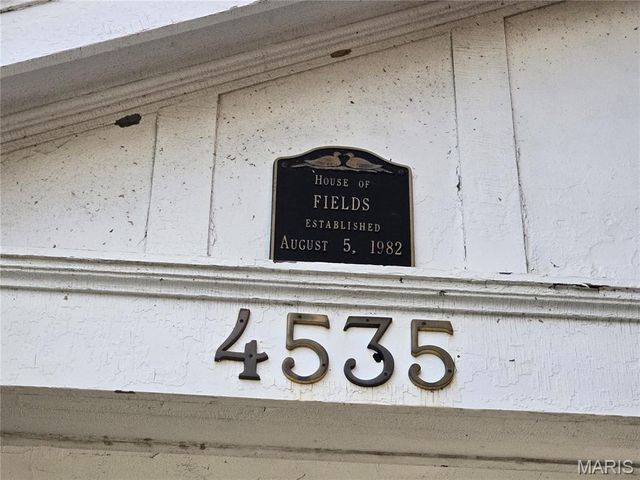 House of
FIELDS
ESTABLISHED
August 5, 1982
4535
MARIS